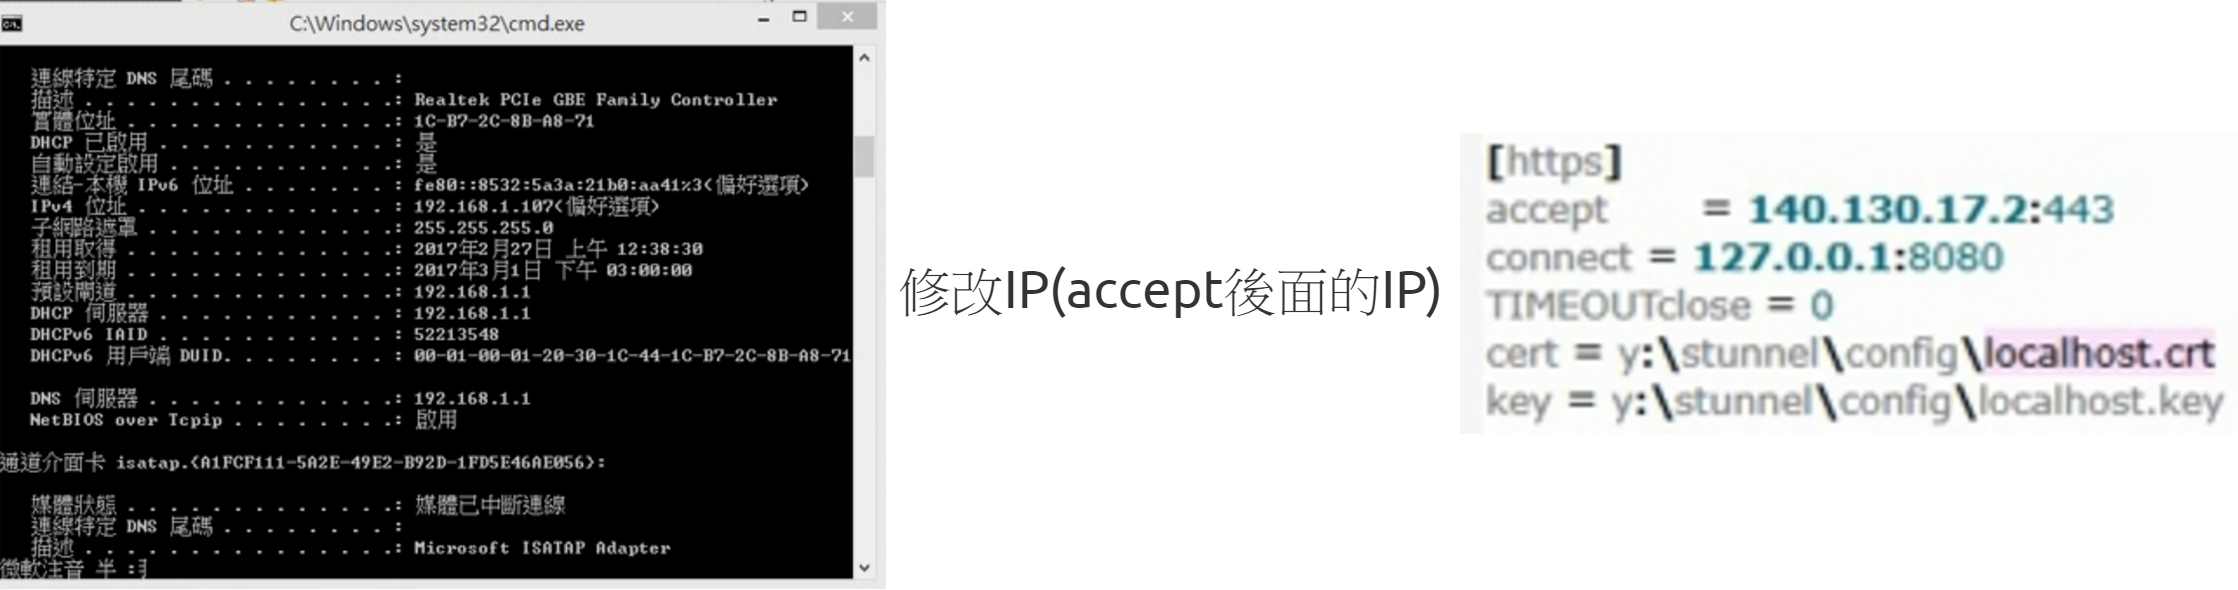 C:\Windows\system32\cmd.exe
連線特定 DNS 尾碼 . . . . . . . . :
描述 . . . . . . . . . . . . . . .: Realtek PCIe GBE Family Controller
實體位址 . . . . . . . . . . . . .: 1C-B7-2C-8B-A8-71
DHCP 已啟用 . . . . . . . . . . . : 是
自動設定啟用 . . . . . . . . . . .: 是
連結-本機 IPv6 位址 . . . . . . . : fe80::8532:5a3a:21b0:aa41%3(偏好選項)
IPv4 位址 . . . . . . . . . . . . : 192.168.1.107(偏好選項)
子網路遮罩 . . . . . . . . . . . .: 255.255.255.0
租用取得 . . . . . . . . . . . . .: 2017年2月27日 上午 12:38:30
租用到期 . . . . . . . . . . . . .: 2017年3月1日 下午 03:00:00
預設閘道 . . . . . . . . . . . . .: 192.168.1.1
DHCP 伺服器 . . . . . . . . . . . : 192.168.1.1
DHCPv6 IAID . . . . . . . . . . . : 52213548
DHCPv6 用戶端 DUID. . . . . . . . : 00-01-00-01-20-30-1C-44-1C-B7-2C-8B-A8-71
DNS 伺服器 . . . . . . . . . . . .: 192.168.1.1
NetBIOS over Tcpip . . . . . . . .: 啟用
通道介面卡 isatap.{A1FCF111-5A2E-49E2-B92D-1FD5E46AE056}:
媒體狀態 . . . . . . . . . . . . .: 媒體已中斷連線
連線特定 DNS 尾碼 . . . . . . . . :
描述 . . . . . . . . . . . . . . .: Microsoft ISATAP Adapter
微軟注音 半 :
修改IP(accept後面的IP)
[https]
accept = 140.130.17.2:443
connect = 127.0.0.1:8080
TIMEOUTclose = 0
cert = y:\stunnel\config\localhost.crt
key = y:\stunnel\config\localhost.key